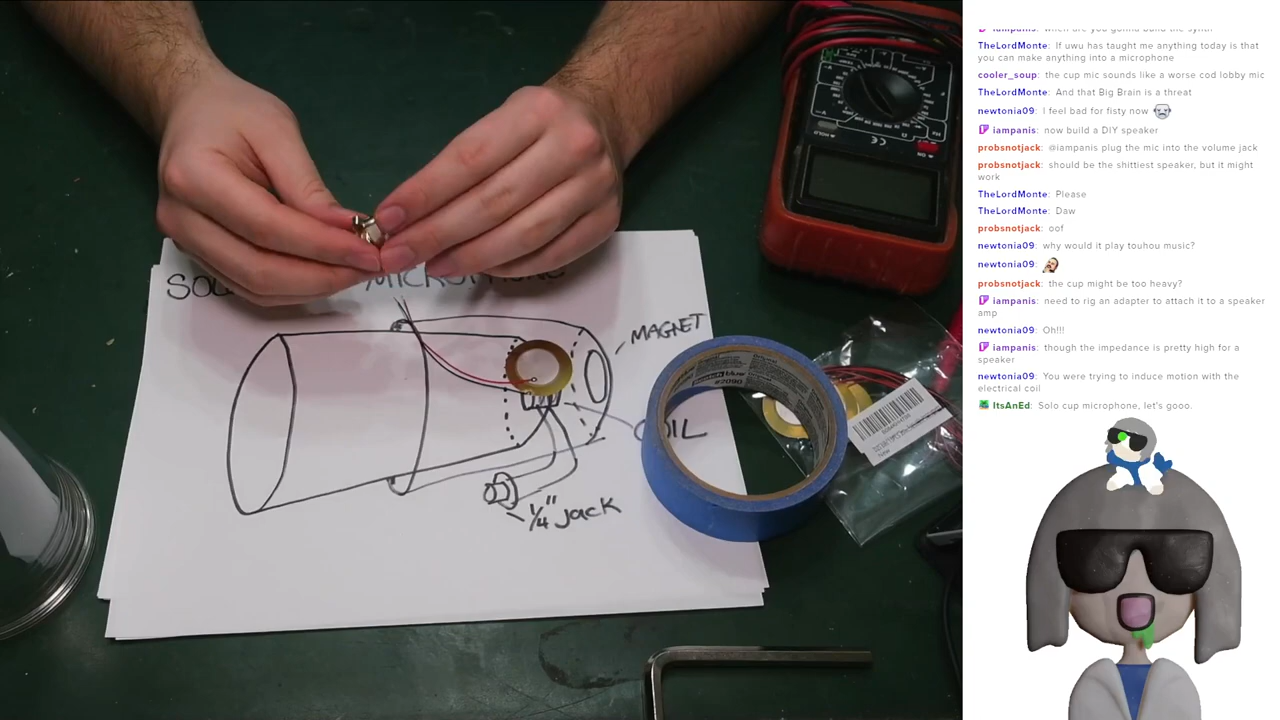 TheLordMonte: If uwu has taught me anything today is that
you can make anything into a microphone
cooler_soup: the cup mic sounds like a worse cod lobby mic
TheLordMonte: And that Big Brain is a threat
newtonia09: I feel bad for fisty now
iampanis: now build a DIY speaker
probsnotjack: @iampanis plug the mic into the volume jack
probsnotjack: should be the shittiest speaker, but it might
work
TheLordMonte: Please
TheLordMonte: Daw
probsnotjack: oof
newtonia09: why would it play touhou music?
newtonia09:
probsnotjack: the cup might be too heavy?
iampanis: need to rig an adapter to attach it to a speaker
amp
newtonia09: Oh!!!
iampanis: though the impedance is pretty high for a
speaker
newtonia09: You were trying to induce motion with the
electrical coil
ItsAnEd: Solo cup microphone, let's gooo.
MICROPHONE
MAGNET
COIL
1/4" Jack
#2090
HOLD
CE